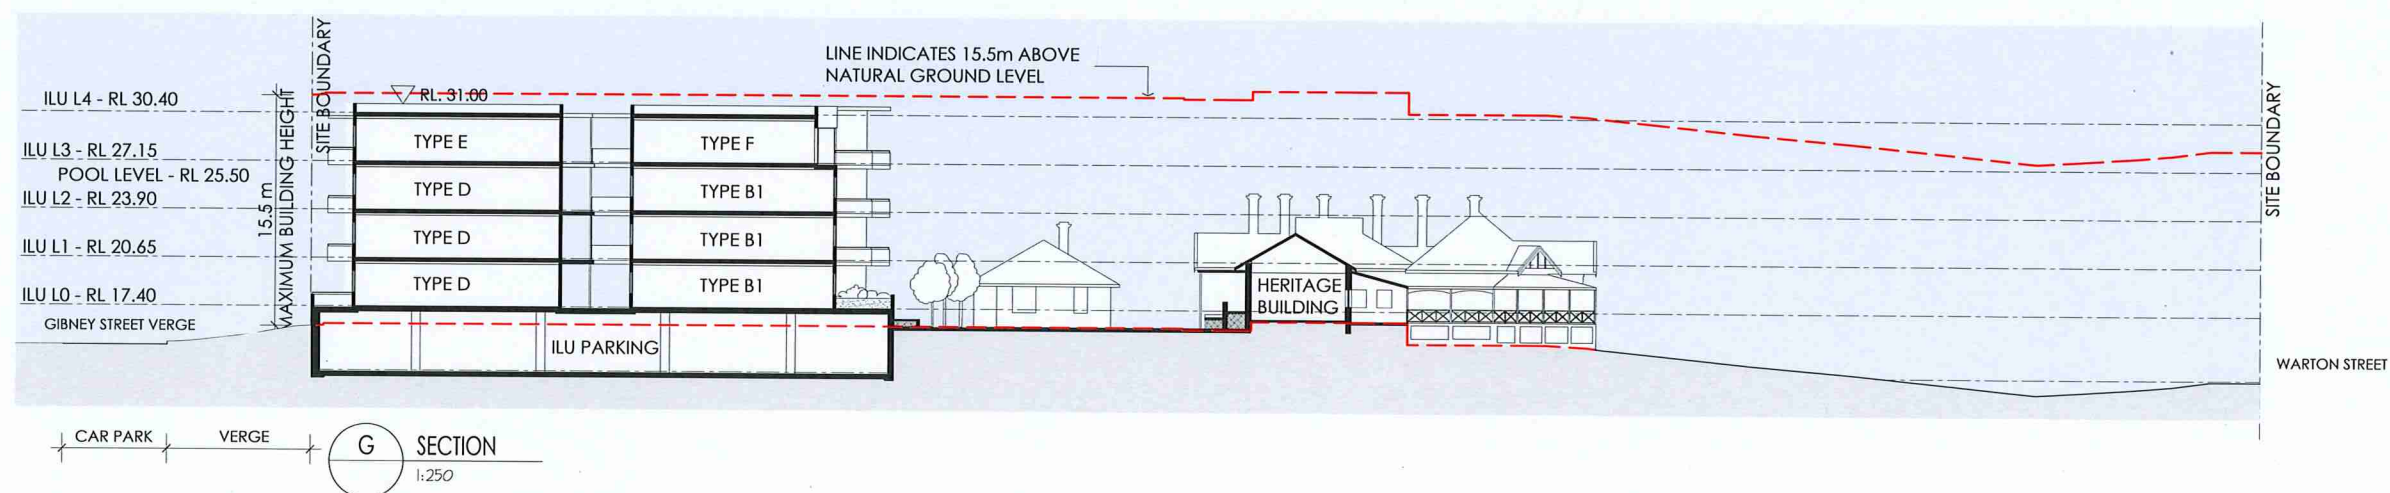 SITE BOUNDARY
LINE INDICATES 15.5m ABOVE
NATURAL GROUND LEVEL
ILU L4 - RL 30.40
RL. 31.00
MAXIMUM BUILDING HEIGHT
15.5 m
SITE BOUNDARY
TYPE E
TYPE F
ILU L3 - RL 27.15
POOL LEVEL - RL 25.50
TYPE D
TYPE B1
ILU L2 - RL 23.90
TYPE D
TYPE B1
ILU L1 - RL 20.65
TYPE D
TYPE B1
HERITAGE
BUILDING
ILU L0 - RL 17.40
GIBNEY STREET VERGE
ILU PARKING
WARTON STREET
CAR PARK
VERGE
G
SECTION
1:250